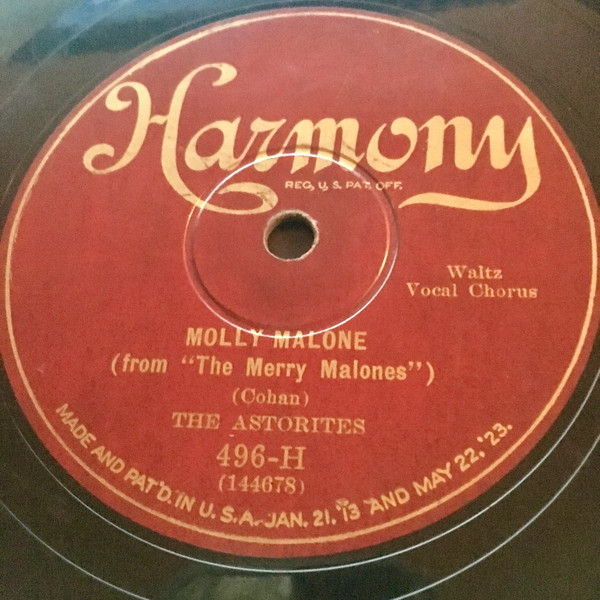 Harmony
REG. U. S. PAT. OFF.
Waltz
Vocal Chorus
MOLLY MALONE
(from "The Merry Malones")
(Cohan)
THE ASTORITES
496-H
(144678)
MADE AND PAT'D. IN U. S. A. JAN. 21. '13 AND MAY 22, '23.